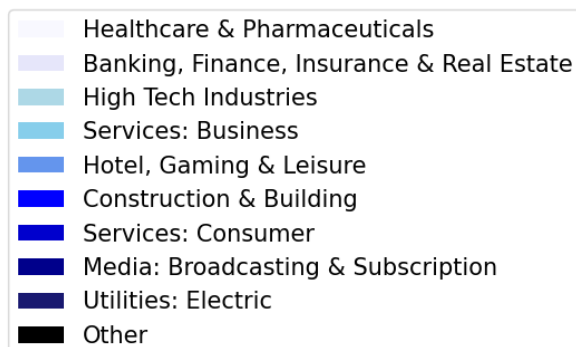 Healthcare & Pharmaceuticals
Banking, Finance, Insurance & Real Estate
High Tech Industries
Services: Business
Hotel, Gaming & Leisure
Construction & Building
Services: Consumer
Media: Broadcasting & Subscription
Utilities: Electric
Other